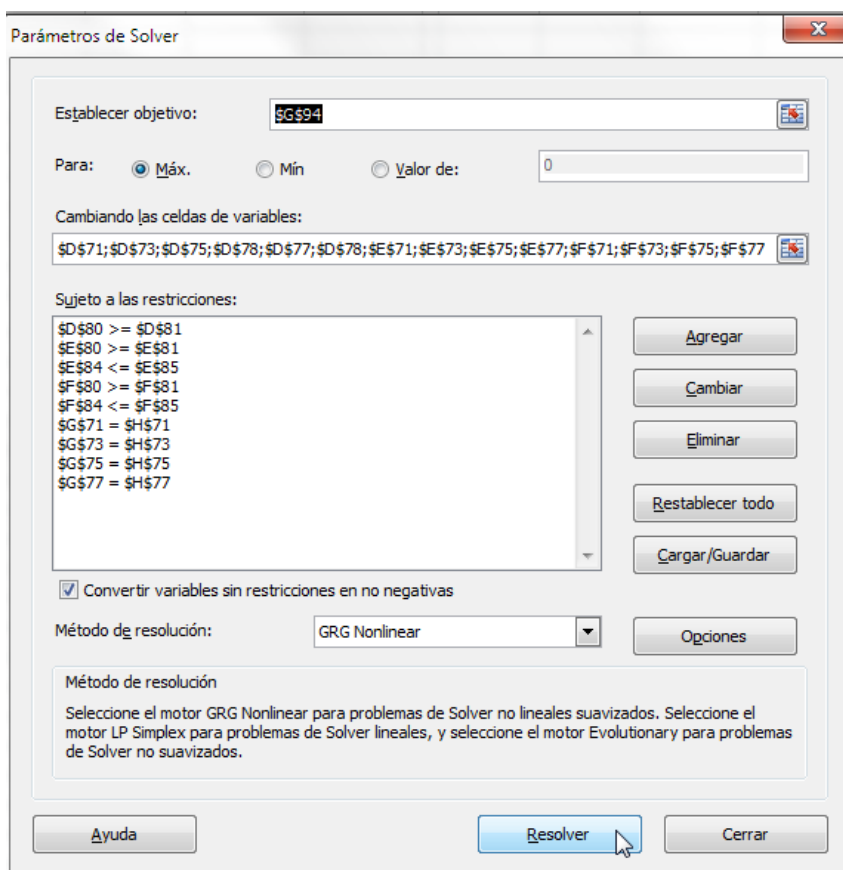 Parámetros de Solver
Establecer objetivo: $G$94
Para: Máx. Mín Valor de: 0
Cambiando las celdas de variables:
$D$71;$D$73;$D$75;$D$78;$D$77;$D$78;$E$71;$E$73;$E$75;$E$77;$F$71;$F$73;$F$75;$F$77
Sujeto a las restricciones:
$D$80 >= $D$81
$E$80 >= $E$81
$E$84 <= $E$85
$F$80 >= $F$81
$F$84 <= $F$85
$G$71 = $H$71
$G$73 = $H$73
$G$75 = $H$75
$G$77 = $H$77
Agregar
Cambiar
Eliminar
Restablecer todo
Cargar/Guardar
Convertir variables sin restricciones en no negativas
Método de resolución: GRG Nonlinear Opciones
Método de resolución
Seleccione el motor GRG Nonlinear para problemas de Solver no lineales suavizados. Seleccione el
motor LP Simplex para problemas de Solver lineales, y seleccione el motor Evolutionary para problemas
de Solver no suavizados.
Ayuda Resolver Cerrar